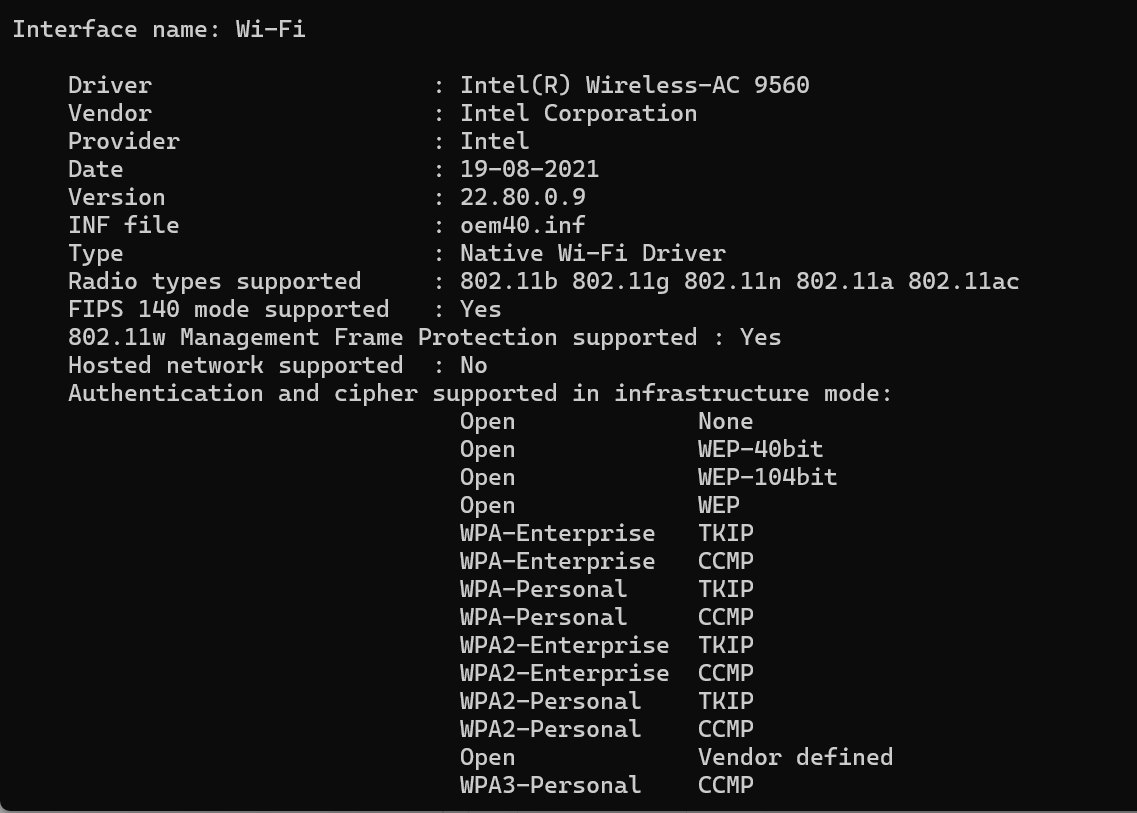 Interface name: Wi-Fi
Driver : Intel(R) Wireless-AC 9560
Vendor : Intel Corporation
Provider : Intel
Date : 19-08-2021
Version : 22.80.0.9
INF file : oem40.inf
Type : Native Wi-Fi Driver
Radio types supported : 802.11b 802.11g 802.11n 802.11a 802.11ac
FIPS 140 mode supported : Yes
802.11w Management Frame Protection supported : Yes
Hosted network supported : No
Authentication and cipher supported in infrastructure mode:
Open None
Open WEP-40bit
Open WEP-104bit
Open WEP
WPA-Enterprise TKIP
WPA-Enterprise CCMP
WPA-Personal TKIP
WPA-Personal CCMP
WPA2-Enterprise TKIP
WPA2-Enterprise CCMP
WPA2-Personal TKIP
WPA2-Personal CCMP
Open Vendor defined
WPA3-Personal CCMP